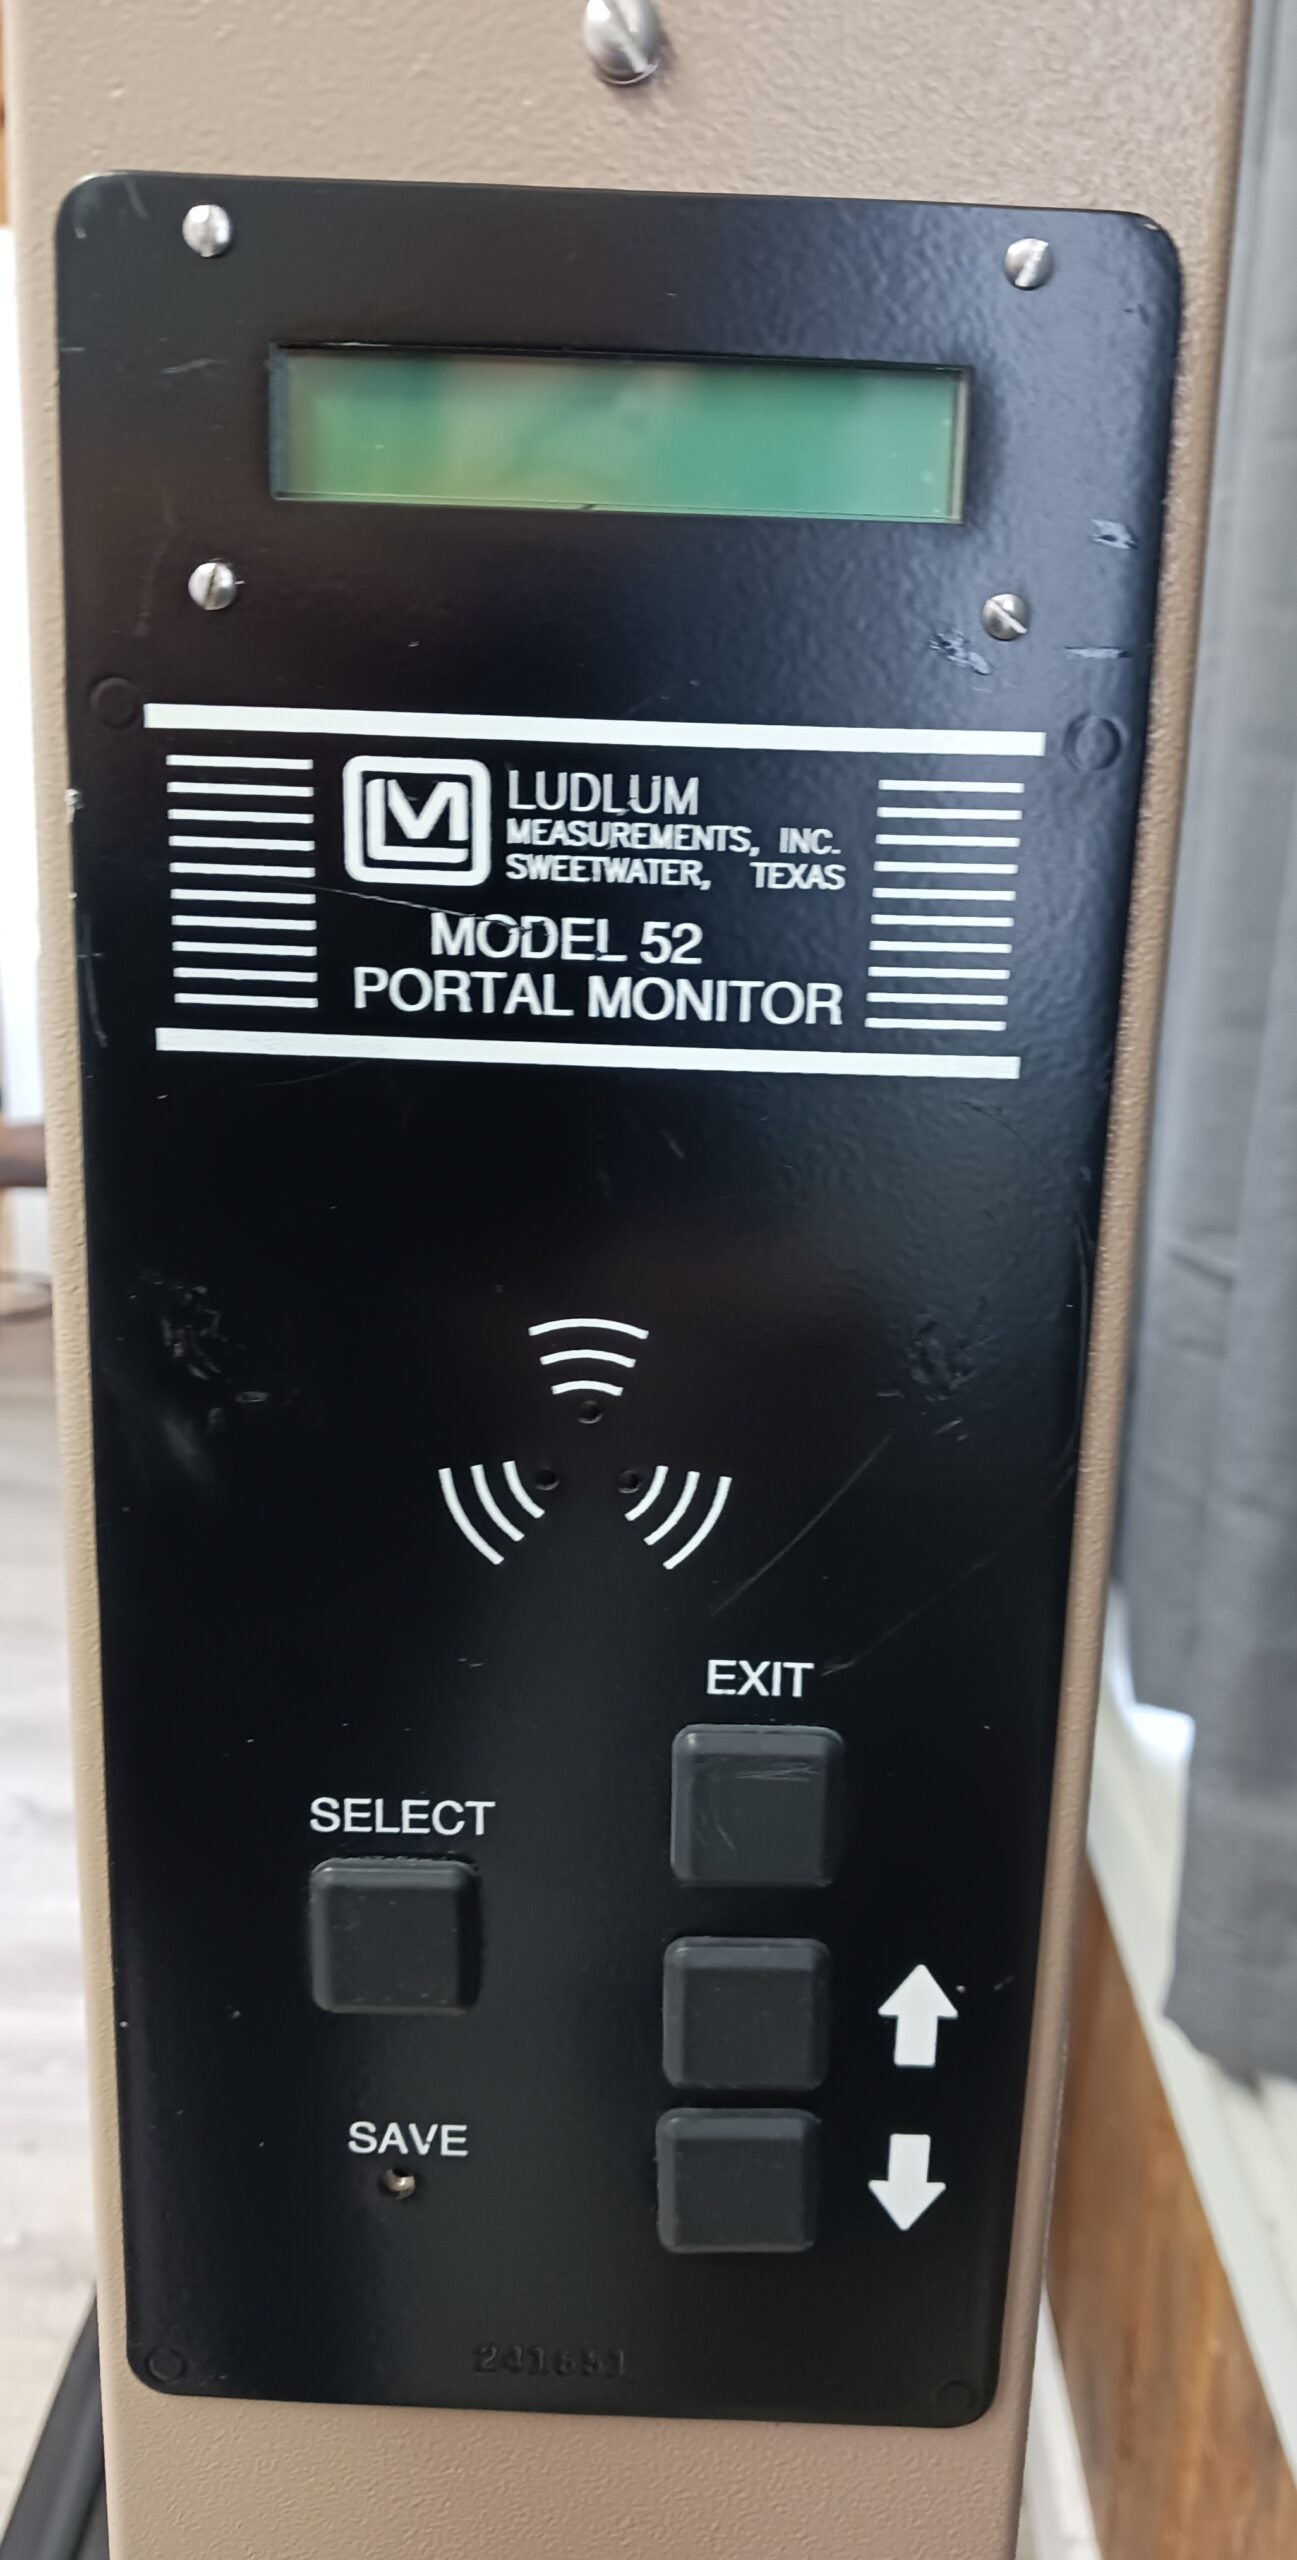 LUDLUM
MEASUREMENTS, INC.
SWEETWATER, TEXAS
MODEL 52
PORTAL MONITOR
EXIT
SELECT
SAVE